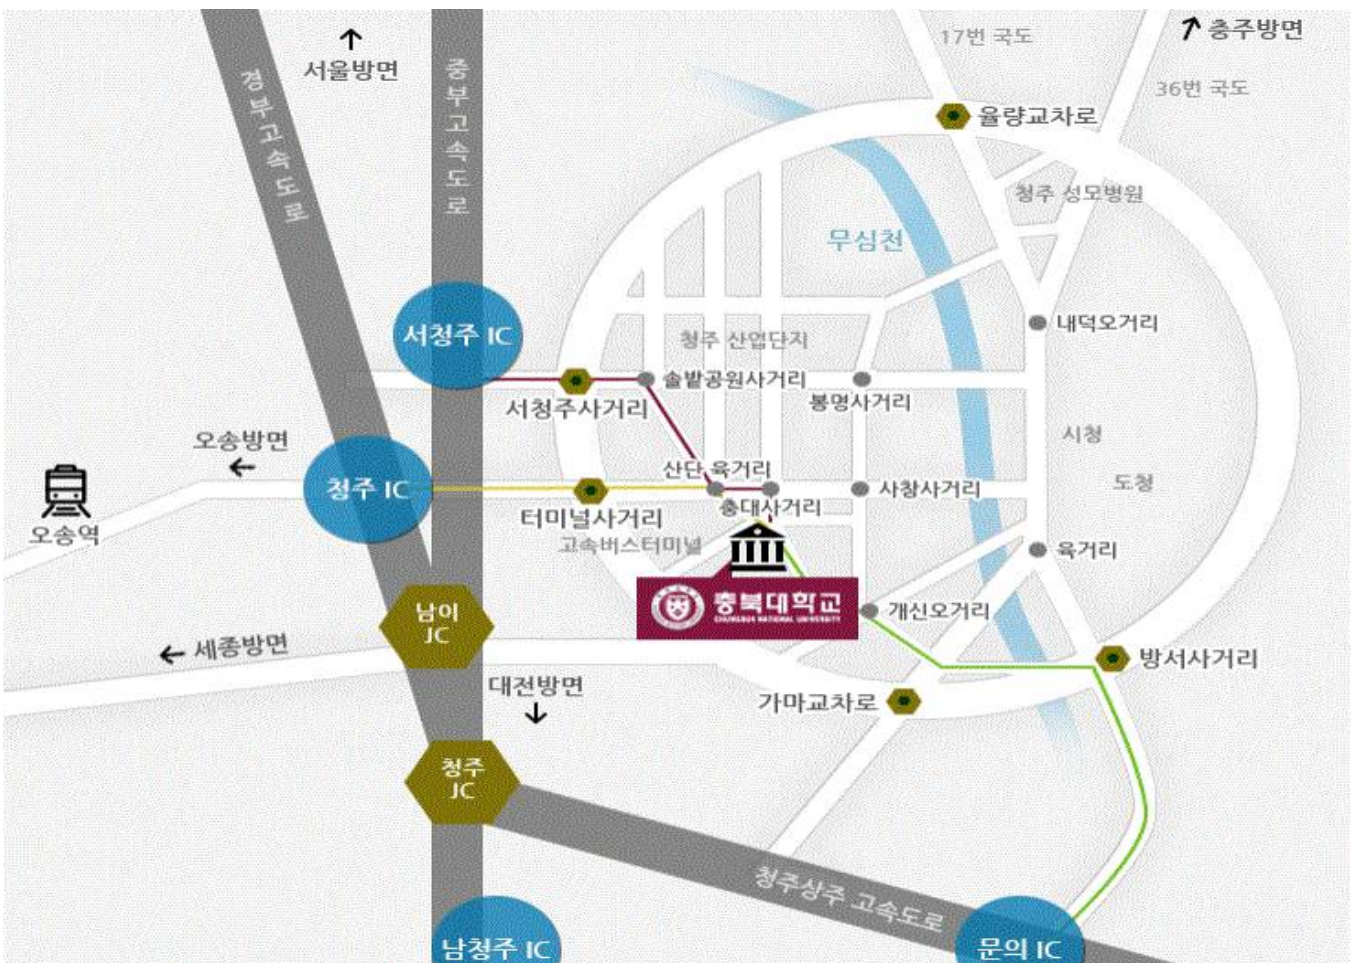 17번 국도
충주방면
서울방면
경부고속도로
중부고속도로
36번 국도
율량교차로
청주 성모병원
무심천
서청주 IC
내덕오거리
청주 산업단지
솔밭공원사거리
서청주사거리
봉명사거리
오송방면
시청
산단 육거리
청주 IC
사창사거리
도청
충대사거리
터미널사거리
오송역
고속버스터미널
육거리
충북대학교
CHUNGBUK NATIONAL UNIVERSITY
개신오거리
남이
JC
세종방면
방서사거리
대전방면
가마교차로
청주
JC
청주상주 고속도로
남청주 IC
문의 IC